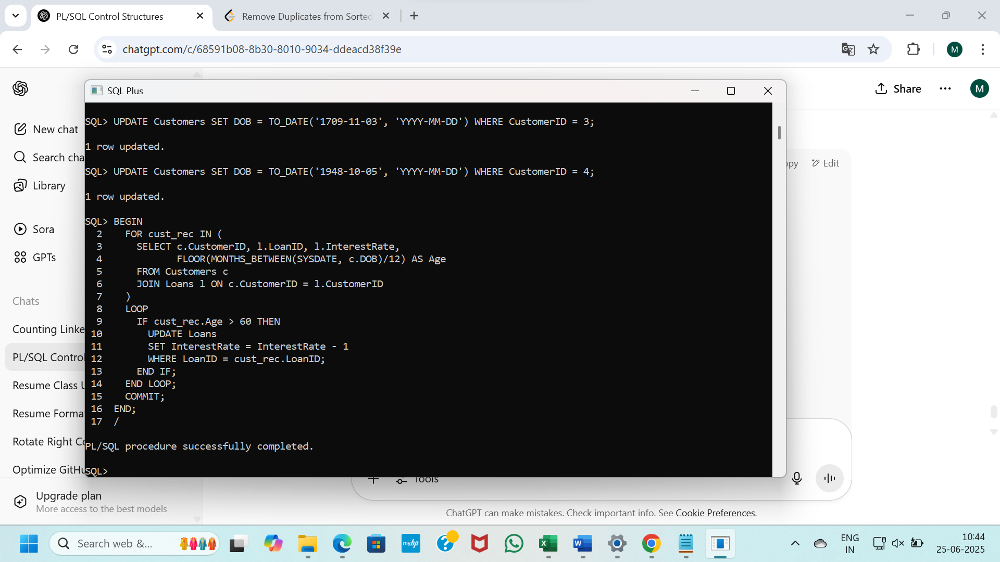 PL/SQL Control Structures
Remove Duplicates from Sorted
chatgpt.com/c/68591b08-8b30-8010-9034-ddeacd38f39e
M
Share
M
New chat
Search cha
Library
Sora
GPTs
Chats
Counting Linke
PL/SQL Control
Resume Class U
Resume Forma
Rotate Right Co
Optimize GitHu
Upgrade plan
More access to the best models
SQL Plus
SQL> UPDATE Customers SET DOB = TO_DATE('1709-11-03', 'YYYY-MM-DD') WHERE CustomerID = 3;
1 row updated.
SQL> UPDATE Customers SET DOB = TO_DATE('1948-10-05', 'YYYY-MM-DD') WHERE CustomerID = 4;
1 row updated.
SQL> BEGIN
2 FOR cust_rec IN (
3 SELECT c.CustomerID, l.LoanID, l.InterestRate,
4 FLOOR(MONTHS_BETWEEN(SYSDATE, c.DOB)/12) AS Age
5 FROM Customers c
6 JOIN Loans l ON c.CustomerID = l.CustomerID
7 )
8 LOOP
9 IF cust_rec.Age > 60 THEN
10 UPDATE Loans
11 SET InterestRate = InterestRate - 1
12 WHERE LoanID = cust_rec.LoanID;
13 END IF;
14 END LOOP;
15 COMMIT;
16 END;
17 /
PL/SQL procedure successfully completed.
SQL>
opy
Edit
Tools
ChatGPT can make mistakes. Check important info. See Cookie Preferences.
Search web &...
myhp
ENG
IN
10:44
25-06-2025